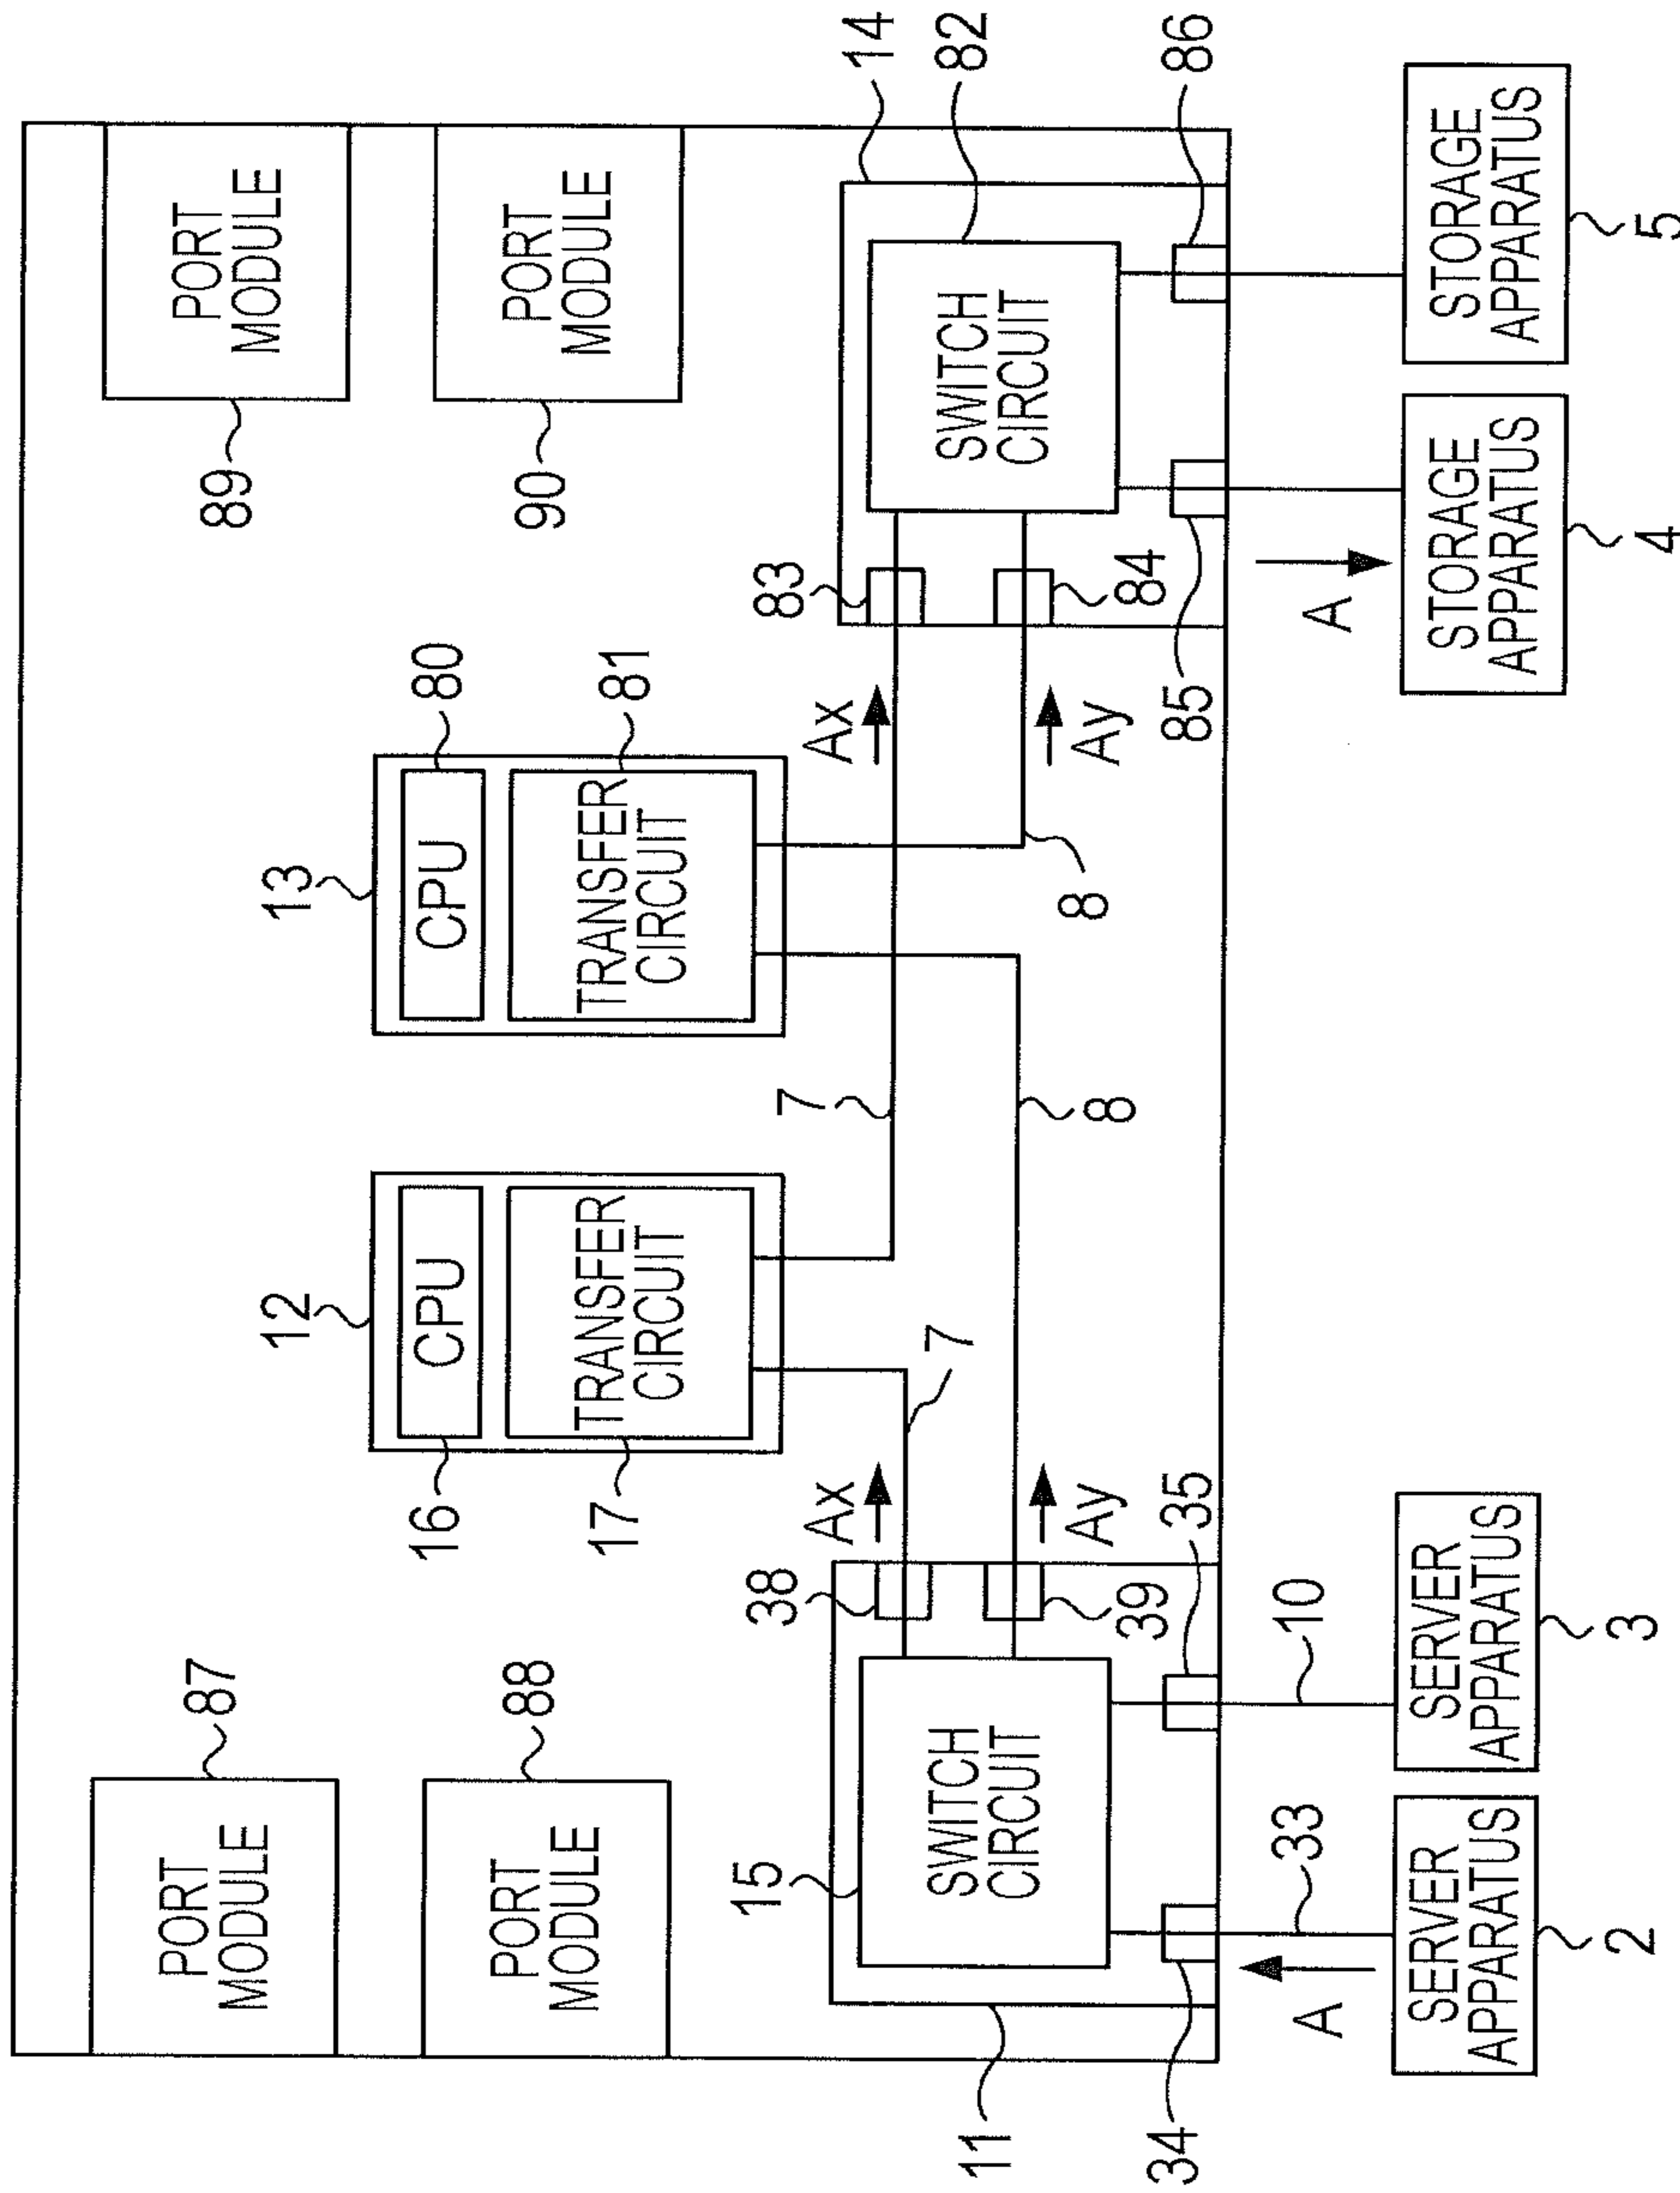 PORT
MODULE
87
PORT
MODULE
88
12
CPU
16
TRANSFER
CIRCUIT
17
13
CPU
80
TRANSFER
CIRCUIT
81
PORT
MODULE
89
PORT
MODULE
90
11
15
SWITCH
CIRCUIT
38
39
34
35
Ax
Ay
7
7
8
8
Ax
Ay
14
83
84
SWITCH
CIRCUIT
82
85
86
A
33
10
SERVER
APPARATUS
2
SERVER
APPARATUS
3
A
STORAGE
APPARATUS
4
STORAGE
APPARATUS
5